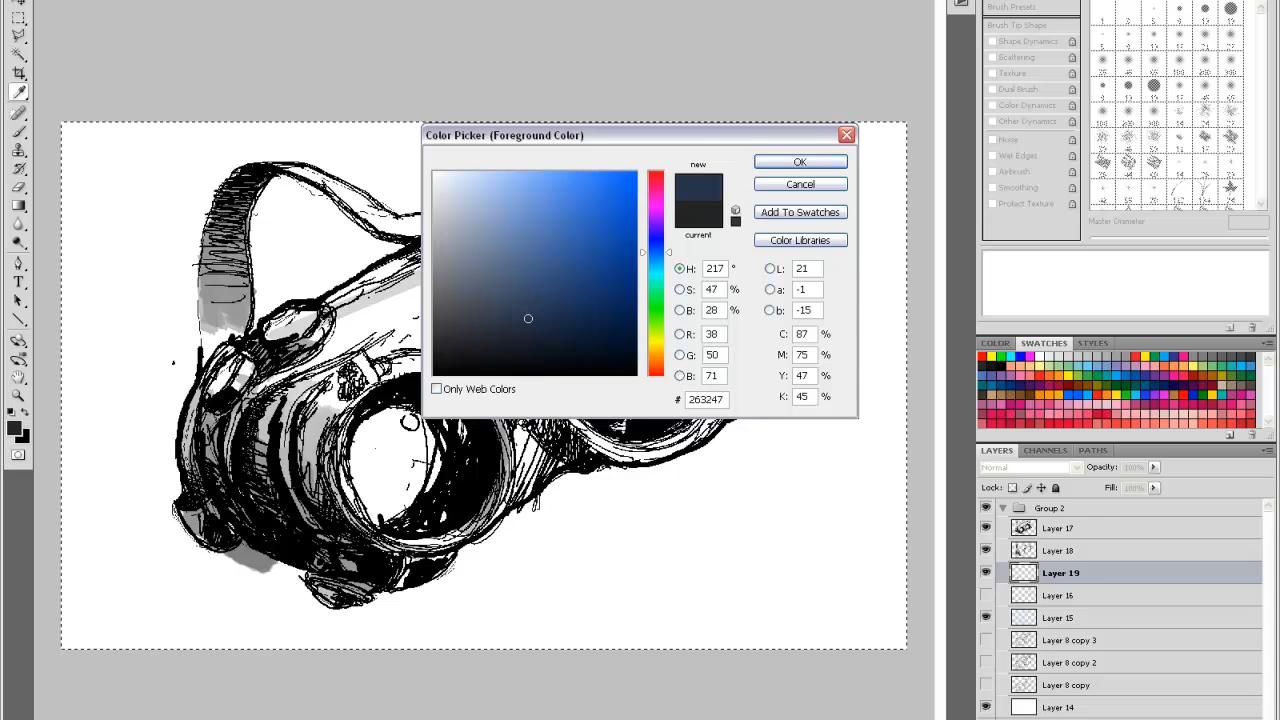 Brush Presets
Brush Tip Shape
Shape Dynamics
Scattering
Texture
Dual Brush
Color Dynamics
Other Dynamics
Noise
Wet Edges
Airbrush
Smoothing
Protect Texture
Master Diameter
Color Picker (Foreground Color)
new
current
OK
Cancel
Add To Swatches
Color Libraries
H: 217 °
S: 47 %
B: 28 %
R: 38
G: 50
B: 71
L: 21
a: -1
b: -15
C: 87 %
M: 75 %
Y: 47 %
K: 45 %
# 263247
Only Web Colors
COLOR SWATCHES STYLES
LAYERS CHANNELS PATHS
Normal Opacity: 100%
Lock: Fill: 100%
Group 2
Layer 17
Layer 18
Layer 19
Layer 16
Layer 15
Layer 8 copy 3
Layer 8 copy 2
Layer 8 copy
Layer 14
T